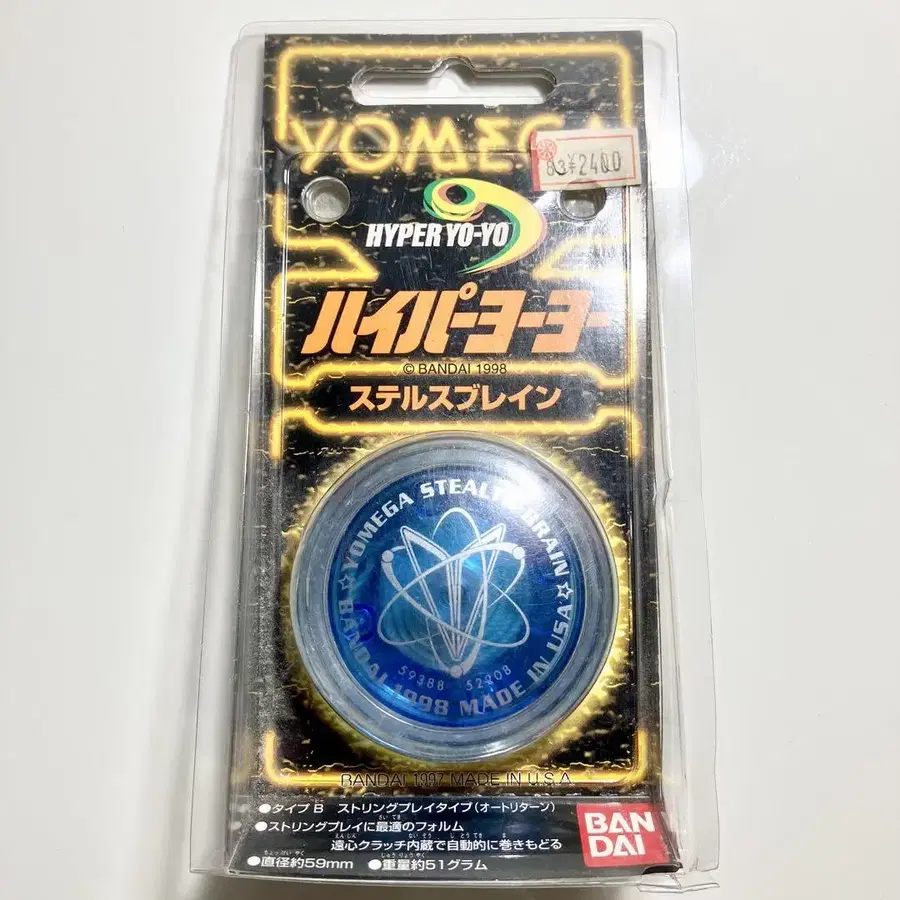 YOMEGA
83¥2400
HYPER YO-YO
ハイパーヨーヨー
© BANDAI 1998
ステルスブレイン
☆YOMEGA STEALTH BRAIN☆
59388 52908
BANDAI 1998 MADE IN USA
BANDAI 1997 MADE IN U.S.A.
●タイプB ストリングプレイタイプ(オートリターン)
●ストリングプレイに最適のフォルム
遠心クラッチ内蔵で自動的に巻きもどる
●直径約59mm ●重量約51グラム
BAN
DAI